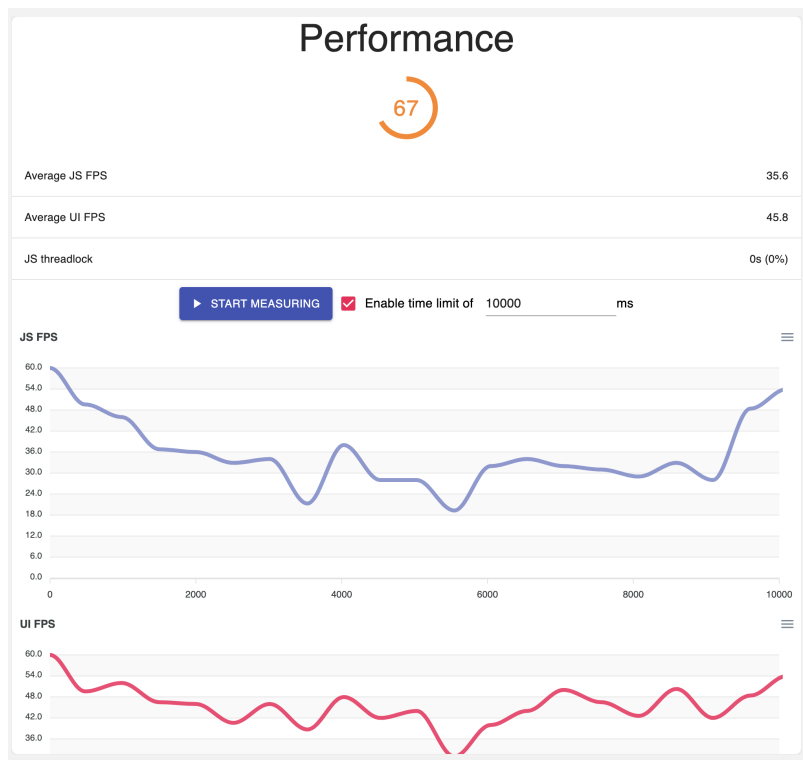 Performance
67
Average JS FPS 35.6
Average UI FPS 45.8
JS threadlock 0s (0%)
START MEASURING Enable time limit of 10000 ms
JS FPS
60.0
54.0
48.0
42.0
36.0
30.0
24.0
18.0
12.0
6.0
0.0
0 2000 4000 6000 8000 10000
UI FPS
60.0
54.0
48.0
42.0
36.0